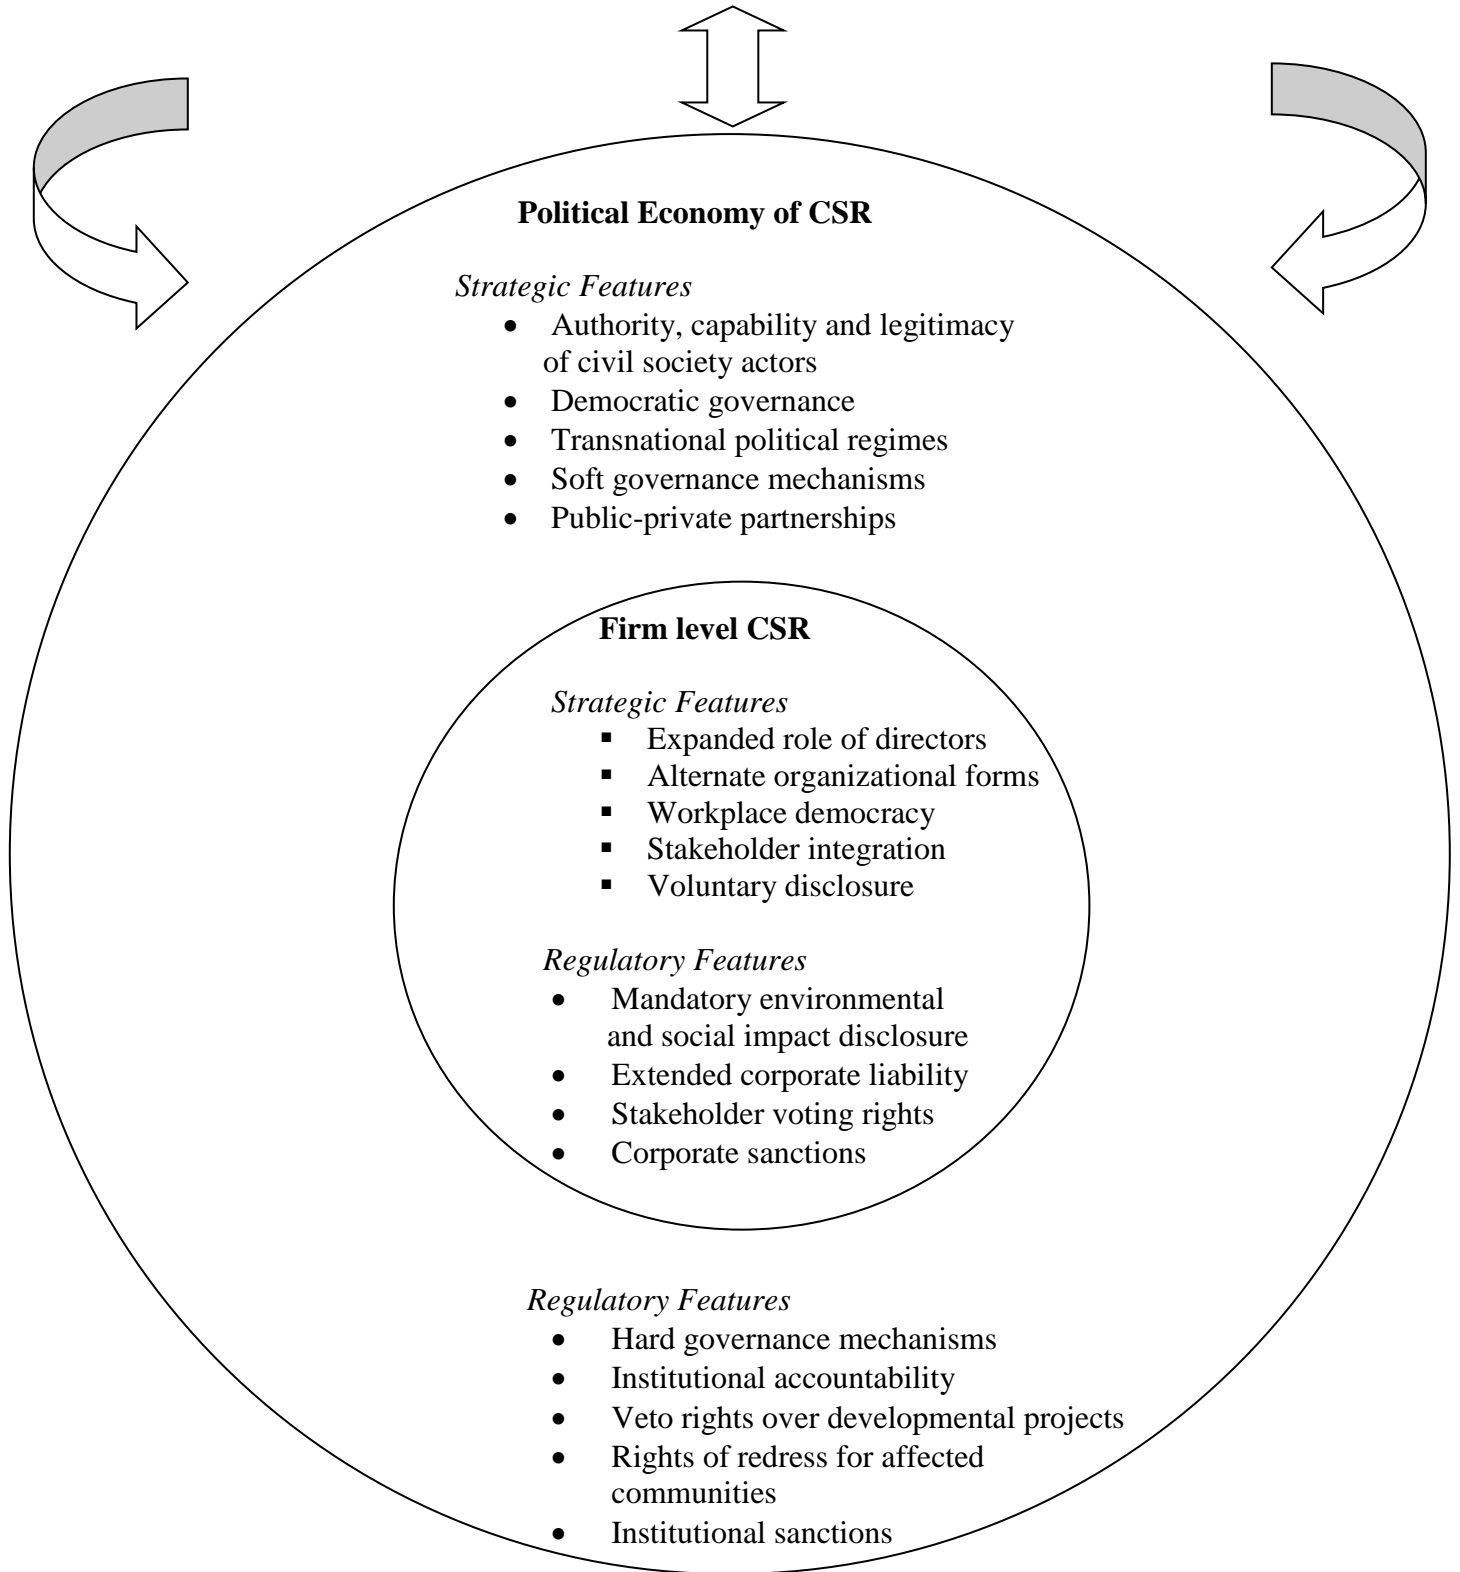 Political Economy of CSR
Strategic Features
• Authority, capability and legitimacy
of civil society actors
• Democratic governance
• Transnational political regimes
• Soft governance mechanisms
• Public-private partnerships
Firm level CSR
Strategic Features
▪ Expanded role of directors
▪ Alternate organizational forms
▪ Workplace democracy
▪ Stakeholder integration
▪ Voluntary disclosure
Regulatory Features
• Mandatory environmental
and social impact disclosure
• Extended corporate liability
• Stakeholder voting rights
• Corporate sanctions
Regulatory Features
• Hard governance mechanisms
• Institutional accountability
• Veto rights over developmental projects
• Rights of redress for affected
communities
• Institutional sanctions